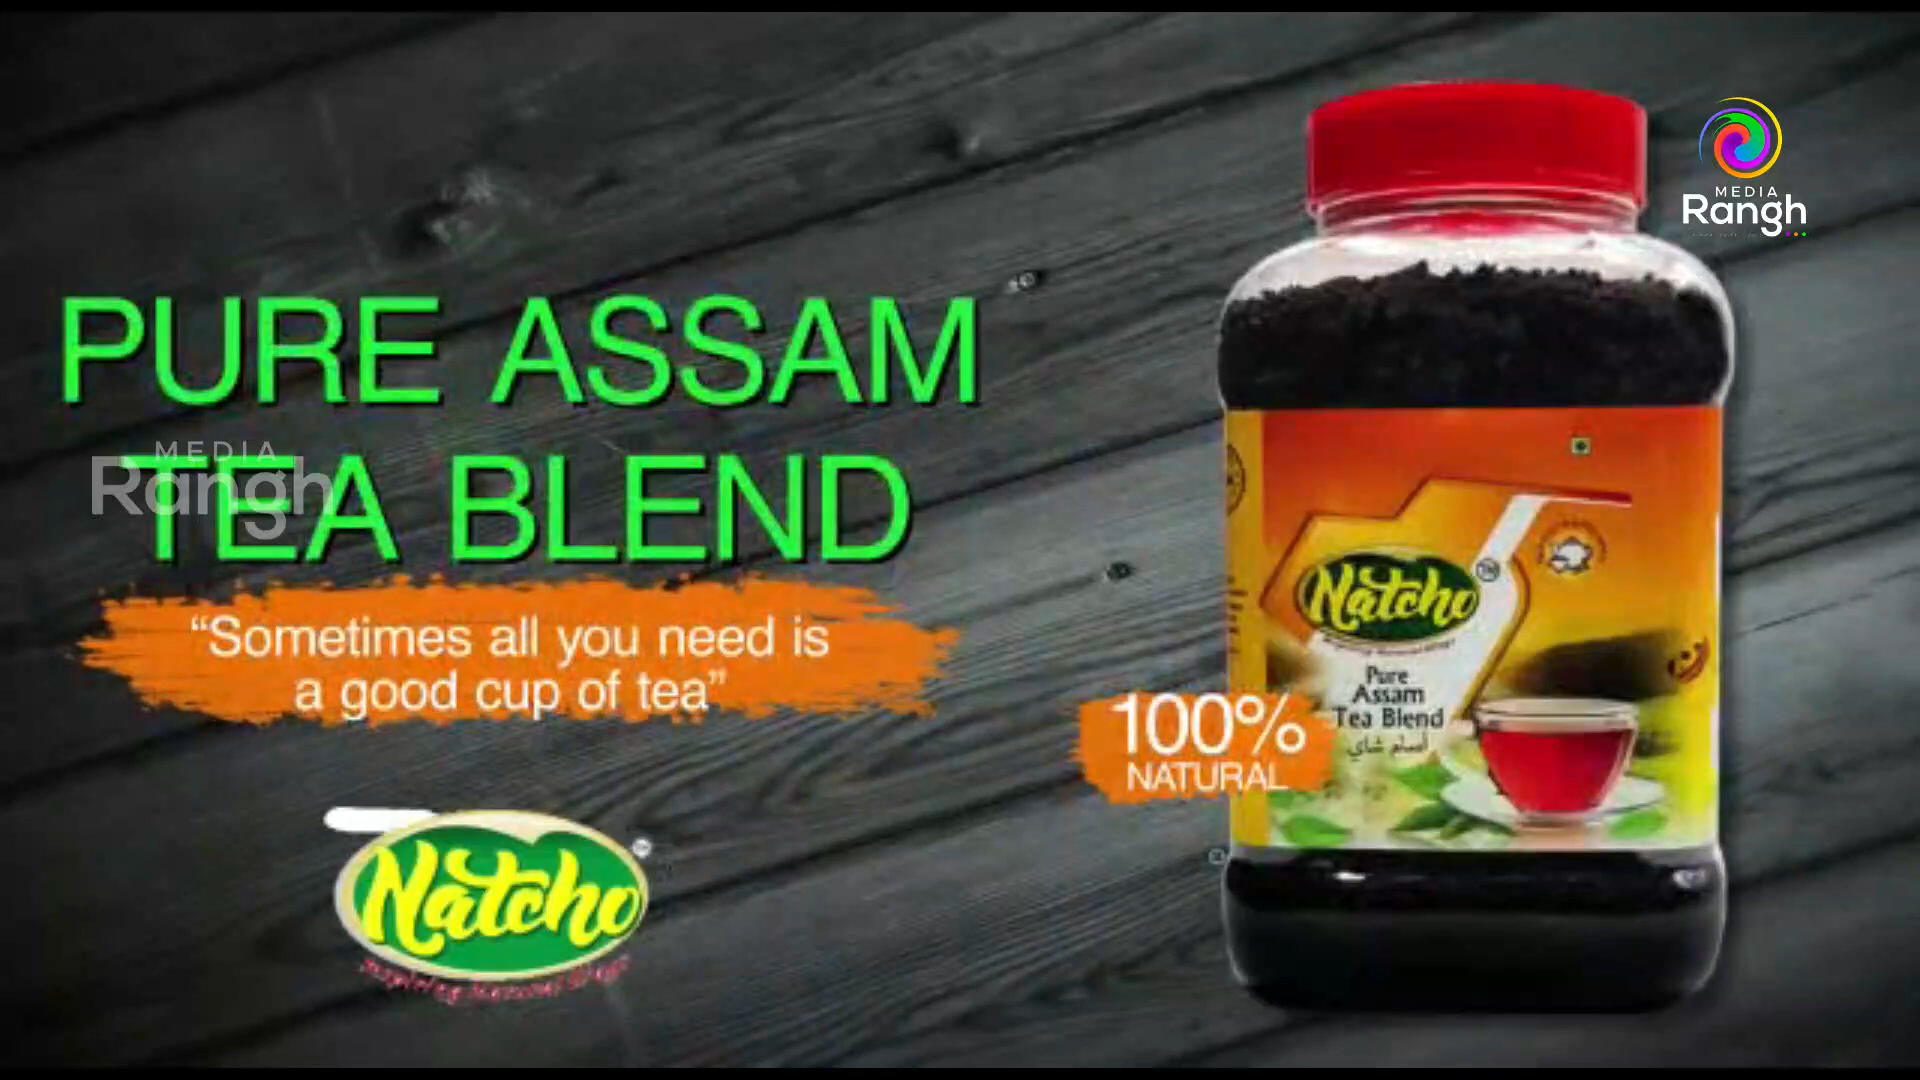 MEDIA
Rangh
PURE ASSAM
TEA BLEND
MEDIA
Rangh
“Sometimes all you need is
a good cup of tea”
Natcho
Natcho
TM
Pure
Assam
Tea Blend
أسام شاي
100%
NATURAL